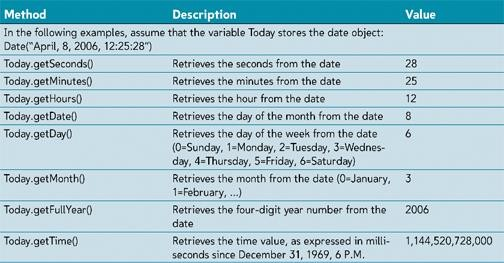 Method Description Value
In the following examples, assume that the variable Today stores the date object:
Date("April, 8, 2006, 12:25:28")
Today.getSeconds() Retrieves the seconds from the date 28
Today.getMinutes() Retrieves the minutes from the date 25
Today.getHours() Retrieves the hour from the date 12
Today.getDate() Retrieves the day of the month from the date 8
Today.getDay() Retrieves the day of the week from the date 6
(0=Sunday, 1=Monday, 2=Tuesday, 3=Wednes-
day, 4=Thursday, 5=Friday, 6=Saturday)
Today.getMonth() Retrieves the month from the date (0=January, 3
1=February, ...)
Today.getFullYear() Retrieves the four-digit year number from the 2006
date
Today.getTime() Retrieves the time value, as expressed in milli- 1,144,520,728,000
seconds since December 31, 1969, 6 P.M.